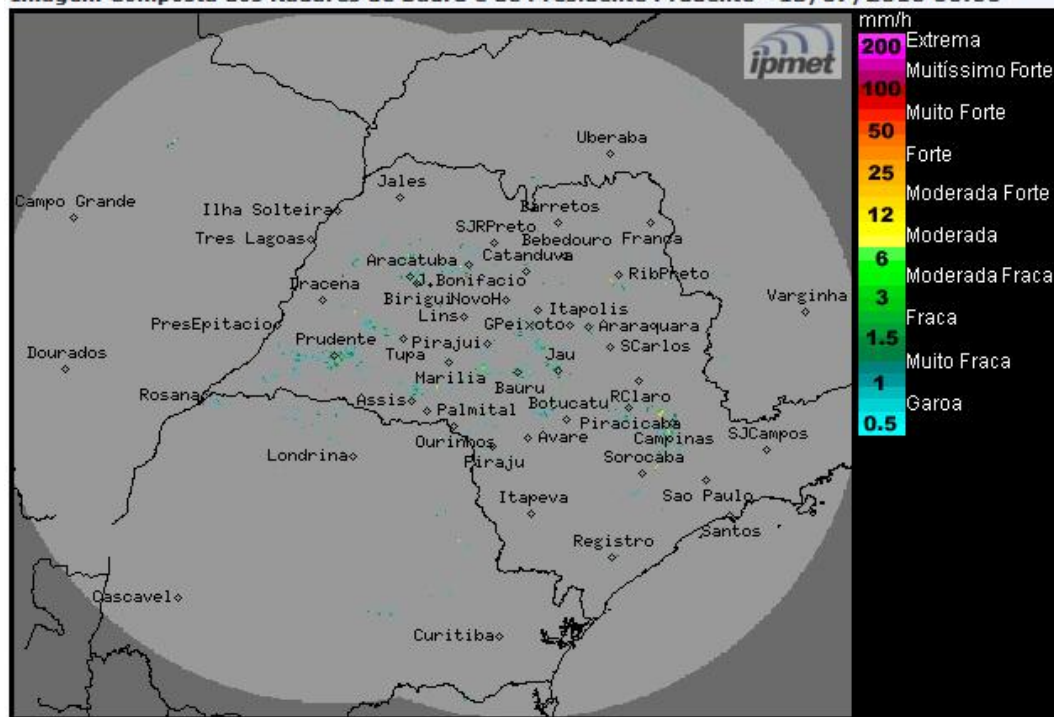 mm/h
ipmet
200 Extrema
Muitíssimo Forte
100
Muito Forte
50
Forte
25
Moderada Forte
12
Moderada
6
Moderada Fraca
3
Fraca
1.5
Muito Fraca
1
Garoa
0.5
Uberaba
Jales
Campo Grande
Ilha Solteira
Barretos
SJRPreto
Tres Lagoas
Bebedouro
Franca
Catanduva
Aracatuba
J.Bonifacio
RibPreto
Dracena
Birigui
NovoH
Itapolis
Varginha
Lins
GPeixoto
Araraquara
PresEpitacio
Prudente
Pirajui
SCarlos
Dourados
Tupa
Jau
Marilia
Bauru
Rosana
Assis
Botucatu
RClaro
Palmital
Piracicaba
Ourinhos
Avare
Campinas
SJCampos
Londrina
Piraju
Sorocaba
Itapeva
Sao Paulo
Santos
Registro
Cascavel
Curitiba